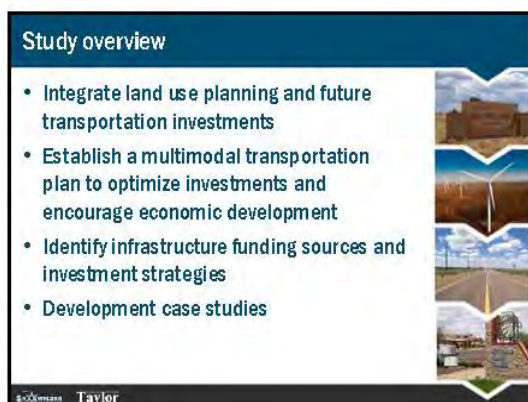 Study overview
• Integrate land use planning and future
transportation investments
• Establish a multimodal transportation
plan to optimize investments and
encourage economic development
• Identify infrastructure funding sources and
investment strategies
• Development case studies
Taylor